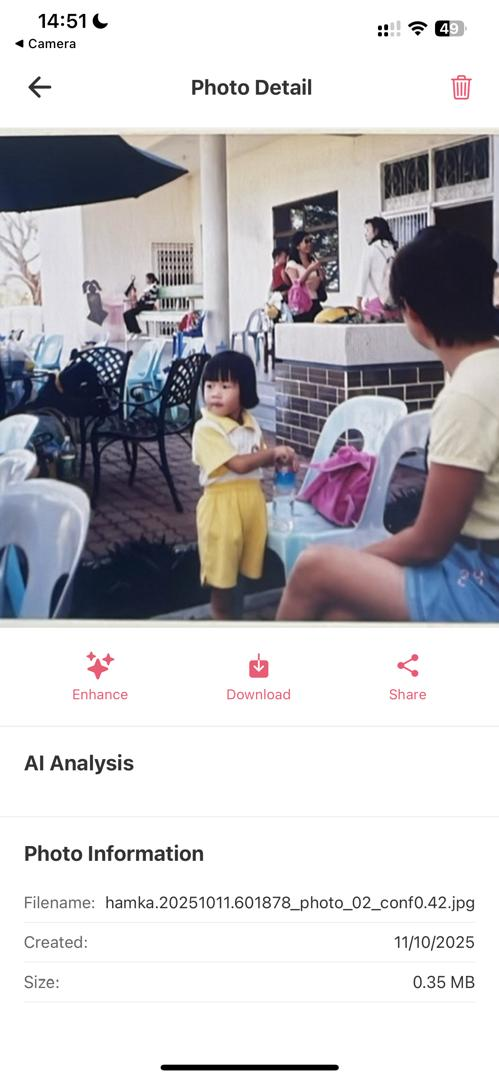 14:51
49
◀ Camera
Photo Detail
24
Enhance
Download
Share
AI Analysis
Photo Information
Filename: hamka.20251011.601878_photo_02_conf0.42.jpg
Created: 11/10/2025
Size: 0.35 MB